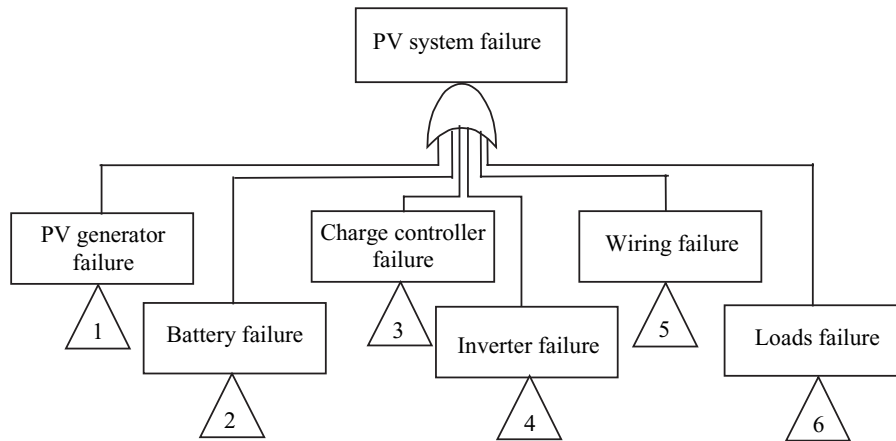 PV system failure
PV generator
failure
Charge controller
failure
Wiring failure
Battery failure
Inverter failure
Loads failure
1
3
5
2
4
6